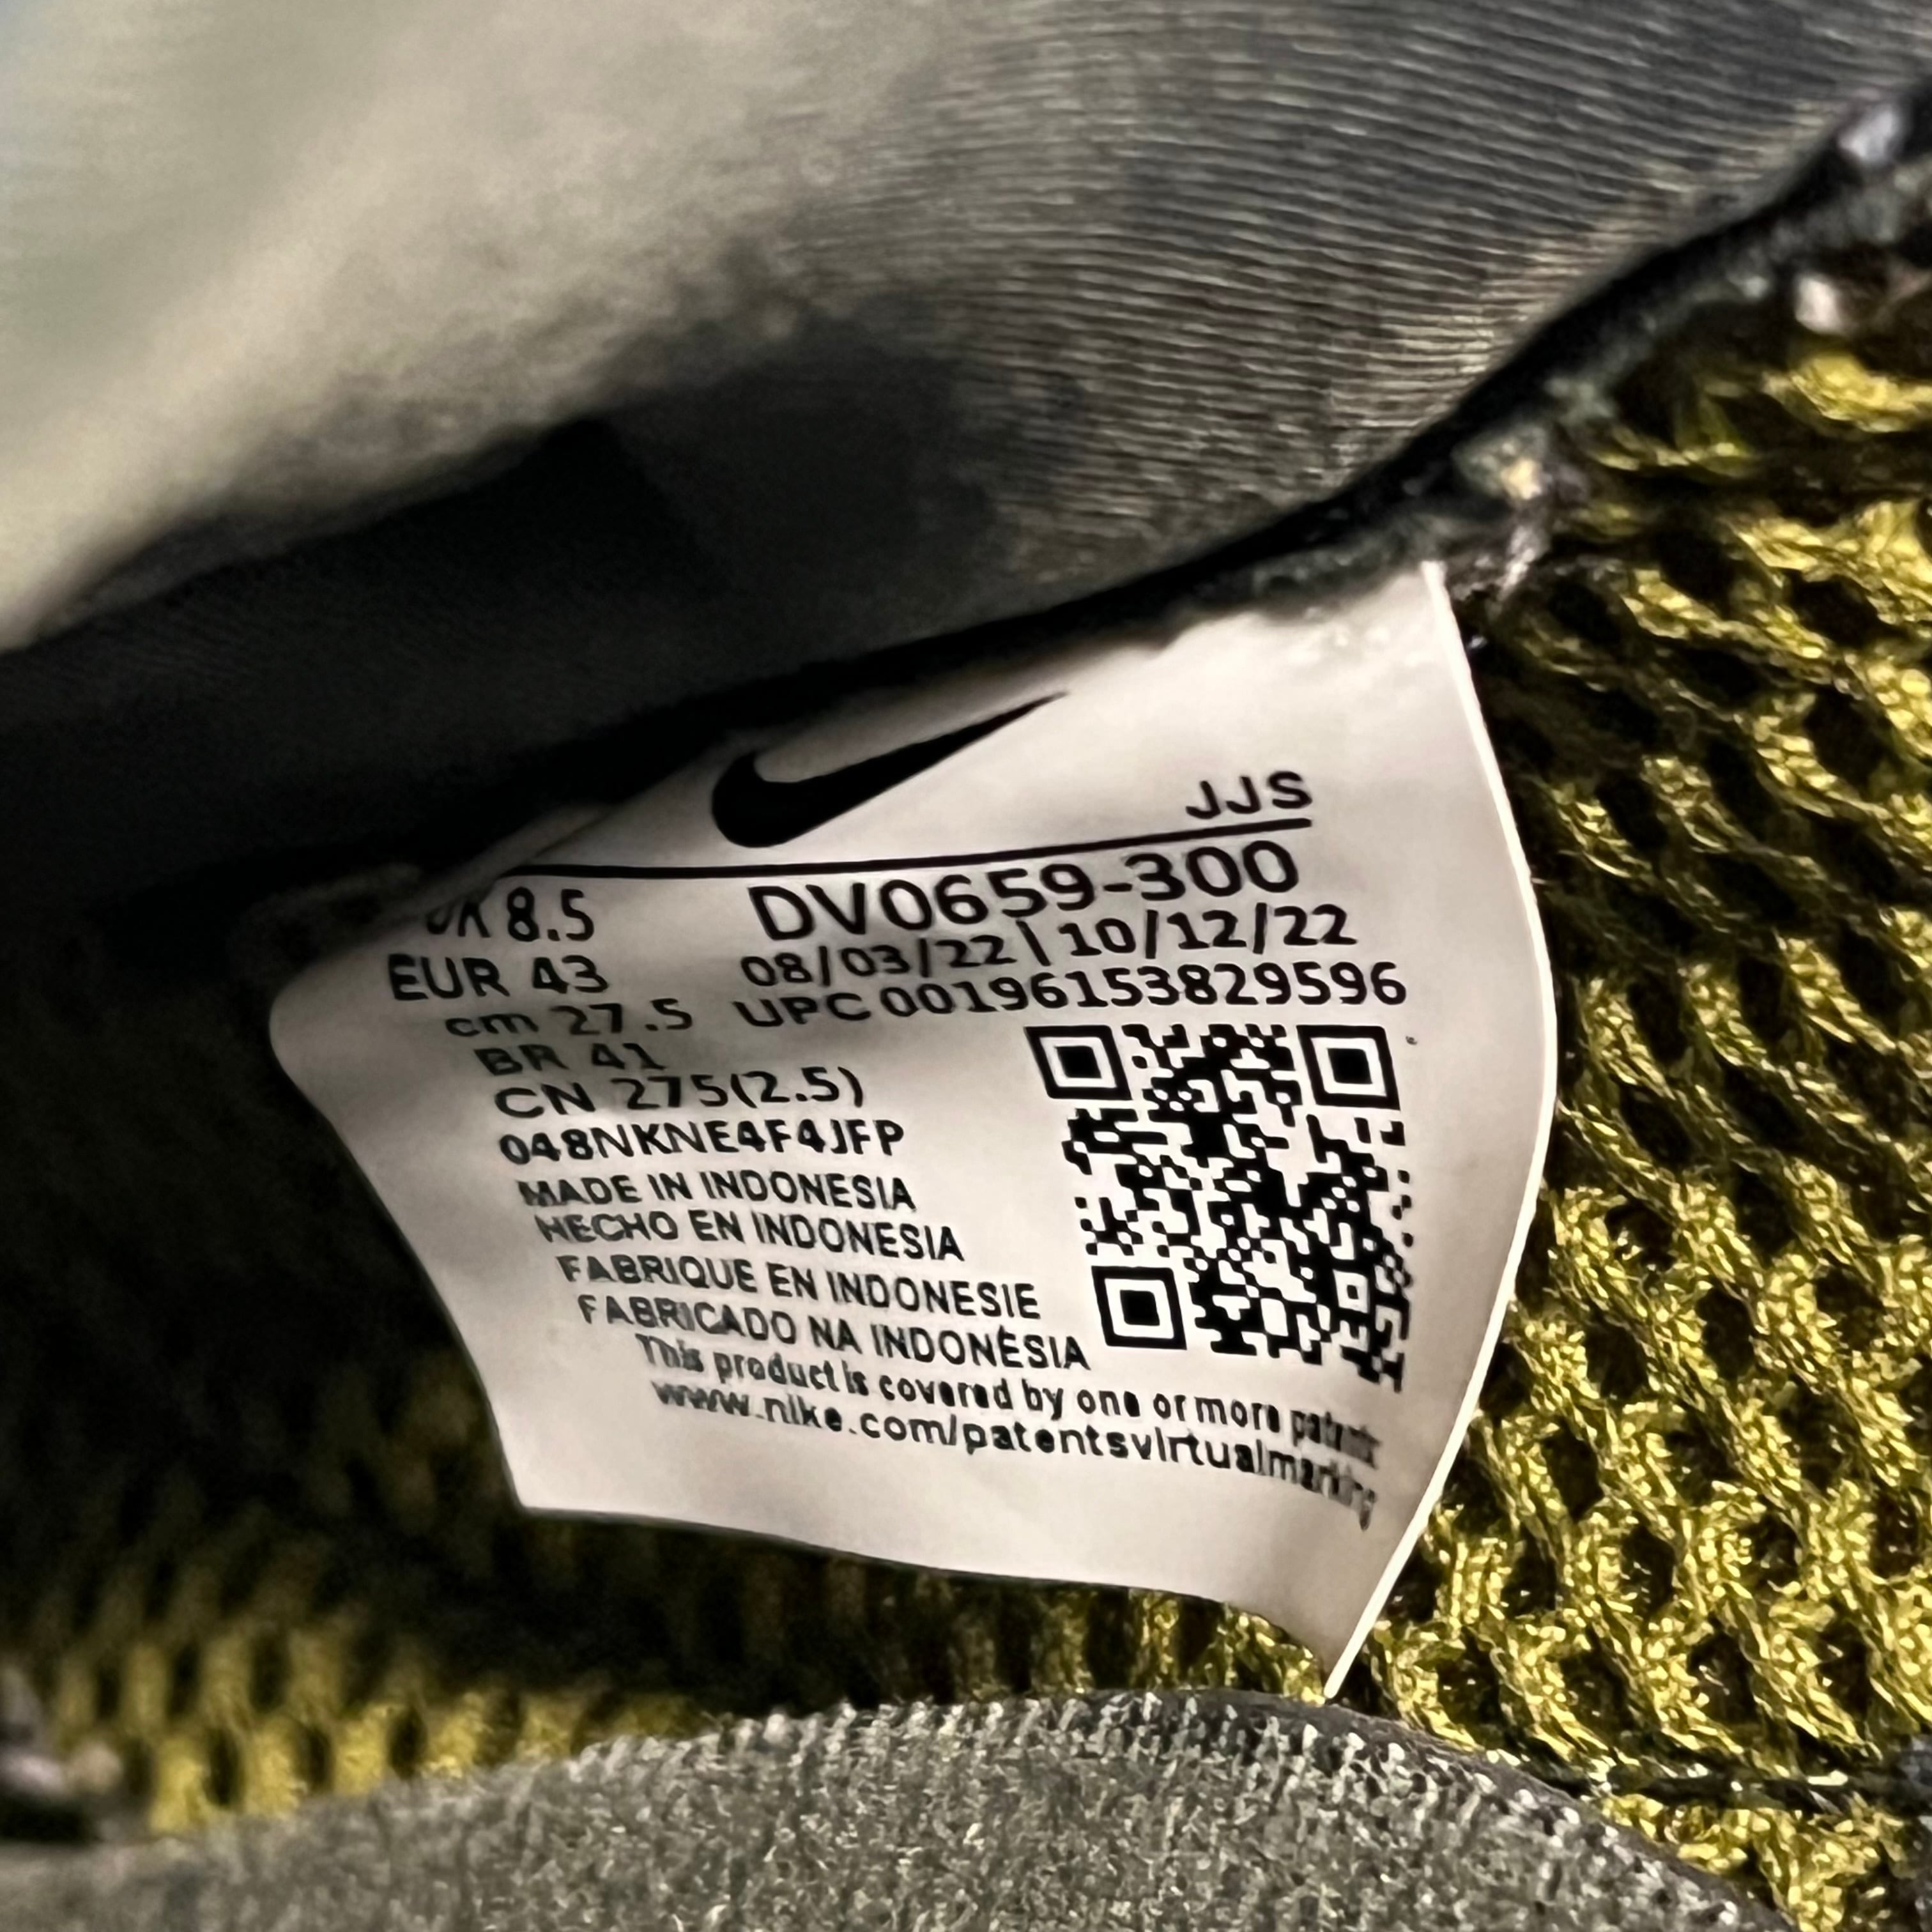 JJS
UK 8.5 DV0659-300
EUR 43 08/03/22 \ 10/12/22
cm 27.5 UPC 00196153829596
BR 41
CN 275(2.5)
048NKNE4F4JFP
MADE IN INDONESIA
HECHO EN INDONESIA
FABRIQUE EN INDONESIE
FABRICADO NA INDONÉSIA
This product is covered by one or more patents
www.nike.com/patentsvirtualmarking